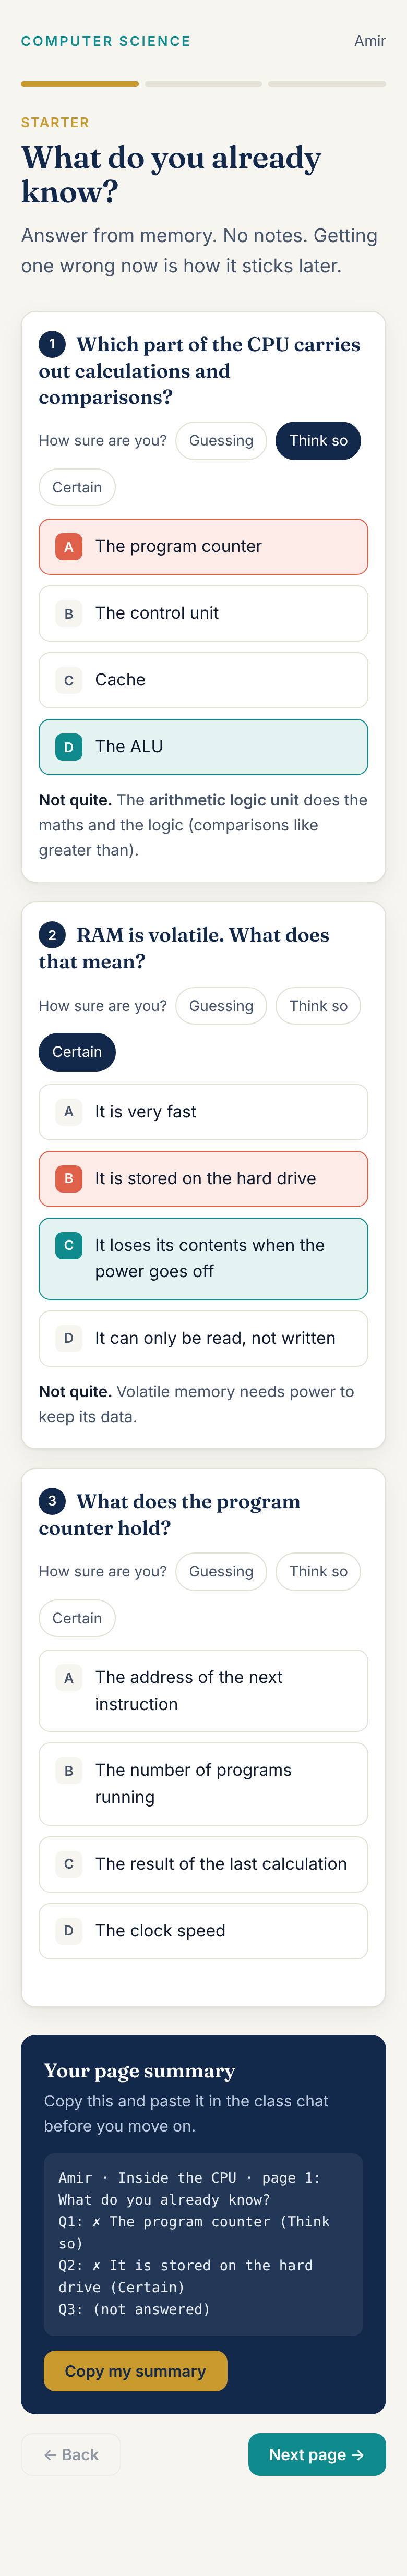 COMPUTER SCIENCE
Amir
STARTER
What do you already
know?
Answer from memory. No notes. Getting
one wrong now is how it sticks later.
1 Which part of the CPU carries
out calculations and
comparisons?
How sure are you? Guessing Think so
Certain
A The program counter
B The control unit
C Cache
D The ALU
Not quite. The arithmetic logic unit does the
maths and the logic (comparisons like
greater than).
2 RAM is volatile. What does
that mean?
How sure are you? Guessing Think so
Certain
A It is very fast
B It is stored on the hard drive
C It loses its contents when the
power goes off
D It can only be read, not written
Not quite. Volatile memory needs power to
keep its data.
3 What does the program
counter hold?
How sure are you? Guessing Think so
Certain
A The address of the next
instruction
B The number of programs
running
C The result of the last calculation
D The clock speed
Your page summary
Copy this and paste it in the class chat
before you move on.
Amir · Inside the CPU · page 1:
What do you already know?
Q1: ✗ The program counter (Think
so)
Q2: ✗ It is stored on the hard
drive (Certain)
Q3: (not answered)
Copy my summary
← Back
Next page →